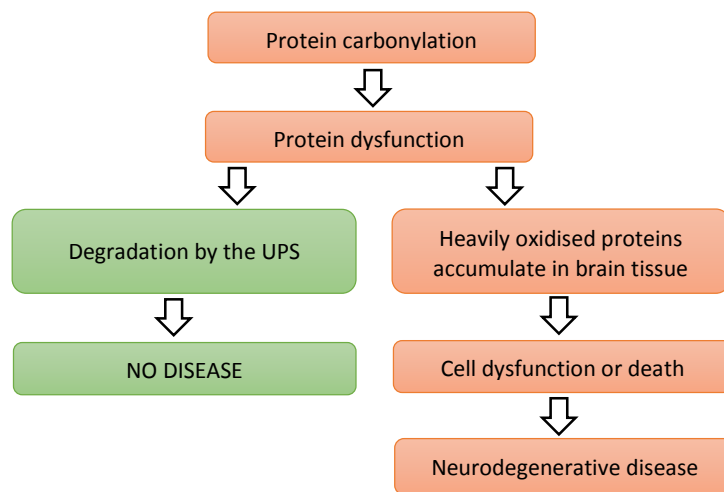 Protein carbonylation
Protein dysfunction
Degradation by the UPS
Heavily oxidised proteins
accumulate in brain tissue
NO DISEASE
Cell dysfunction or death
Neurodegenerative disease